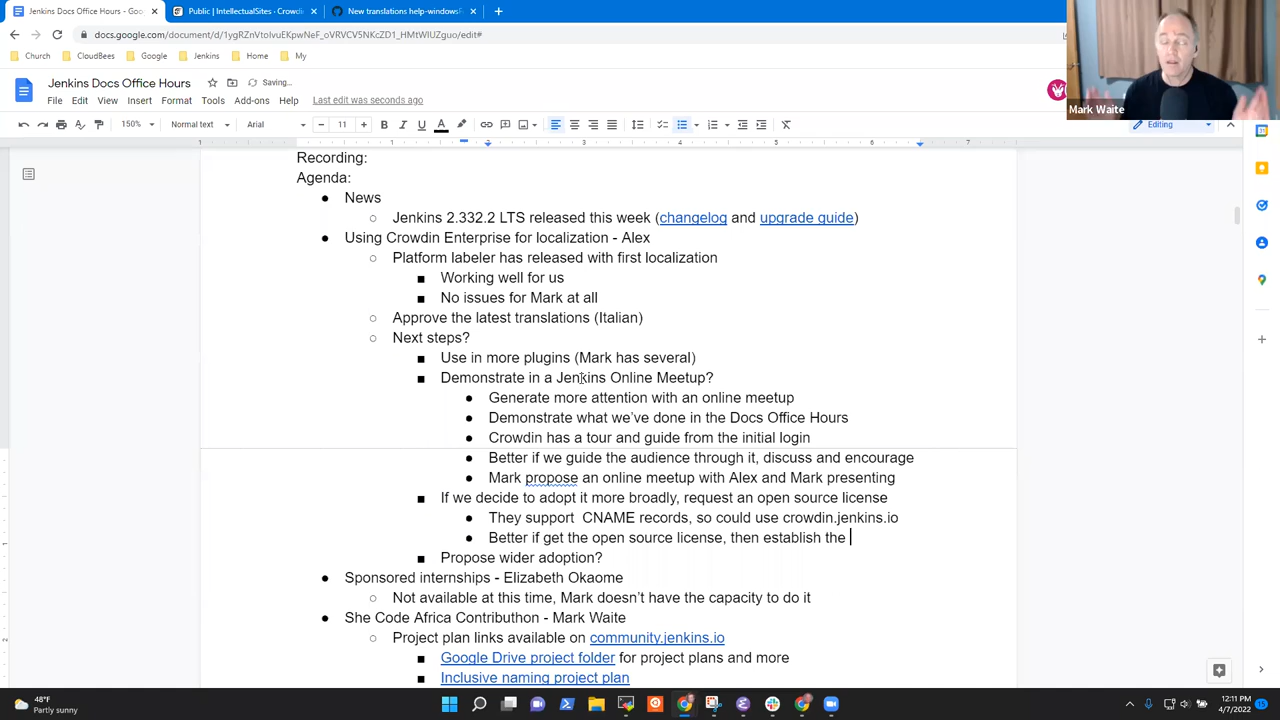 Jenkins Docs Office Hours - Goo
Public | IntellectualSites · Crowdi
New translations help-windowsF
docs.google.com/document/d/1ygRZnVtoIvuEKpwNeF_oVRVCV5NKcZD1_HMtWIUZguo/edit#
Church
CloudBees
Google
Jenkins
Home
My
Jenkins Docs Office Hours
Saving...
File Edit View Insert Format Tools Add-ons Help Last edit was seconds ago
Mark Waite
150% Normal text Arial 11 Editing
1 1 2 3 4 5 6 7
Recording:
Agenda:
● News
○ Jenkins 2.332.2 LTS released this week (changelog and upgrade guide)
● Using Crowdin Enterprise for localization - Alex
○ Platform labeler has released with first localization
■ Working well for us
■ No issues for Mark at all
○ Approve the latest translations (Italian)
○ Next steps?
■ Use in more plugins (Mark has several)
■ Demonstrate in a Jenkins Online Meetup?
● Generate more attention with an online meetup
● Demonstrate what we've done in the Docs Office Hours
● Crowdin has a tour and guide from the initial login
● Better if we guide the audience through it, discuss and encourage
● Mark propose an online meetup with Alex and Mark presenting
■ If we decide to adopt it more broadly, request an open source license
● They support  CNAME records, so could use crowdin.jenkins.io
● Better if get the open source license, then establish the
■ Propose wider adoption?
● Sponsored internships - Elizabeth Okaome
○ Not available at this time, Mark doesn't have the capacity to do it
● She Code Africa Contributhon - Mark Waite
○ Project plan links available on community.jenkins.io
■ Google Drive project folder for project plans and more
■ Inclusive naming project plan
48°F
Partly sunny
12:11 PM
4/7/2022
15